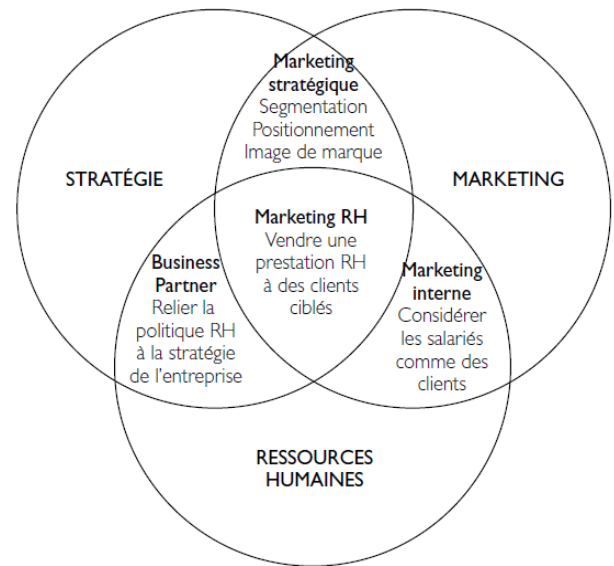 Marketing
stratégique
Segmentation
Positionnement
Image de marque
STRATÉGIE
MARKETING
Marketing RH
Vendre une
prestation RH
à des clients
ciblés
Business
Partner
Relier la
politique RH
à la stratégie
de l'entreprise
Marketing
interne
Considérer
les salariés
comme des
clients
RESSOURCES
HUMAINES